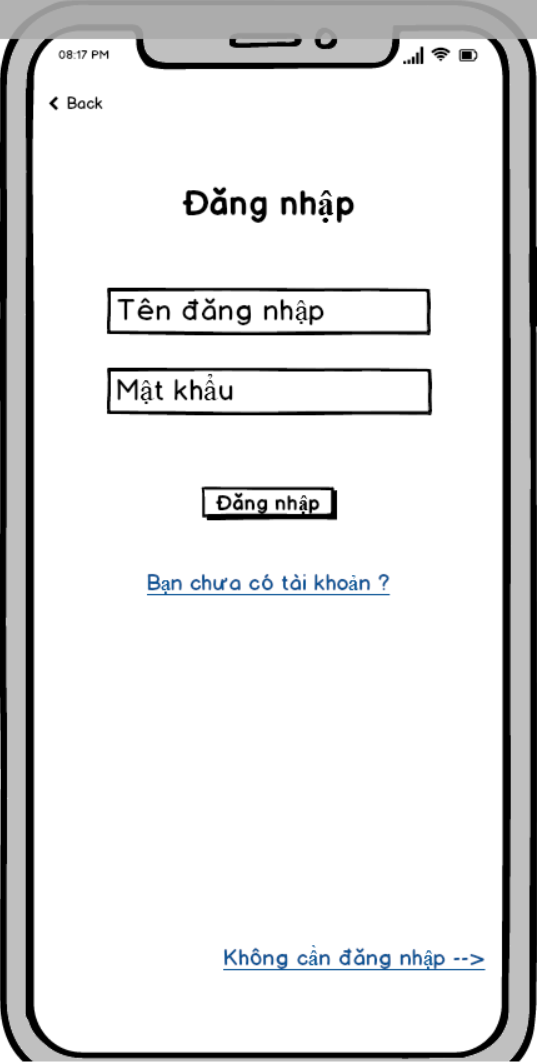 08:17 PM
Back
Đăng nhập
Tên đăng nhập
Mật khẩu
Đăng nhập
Bạn chưa có tài khoản ?
Không cần đăng nhập -->